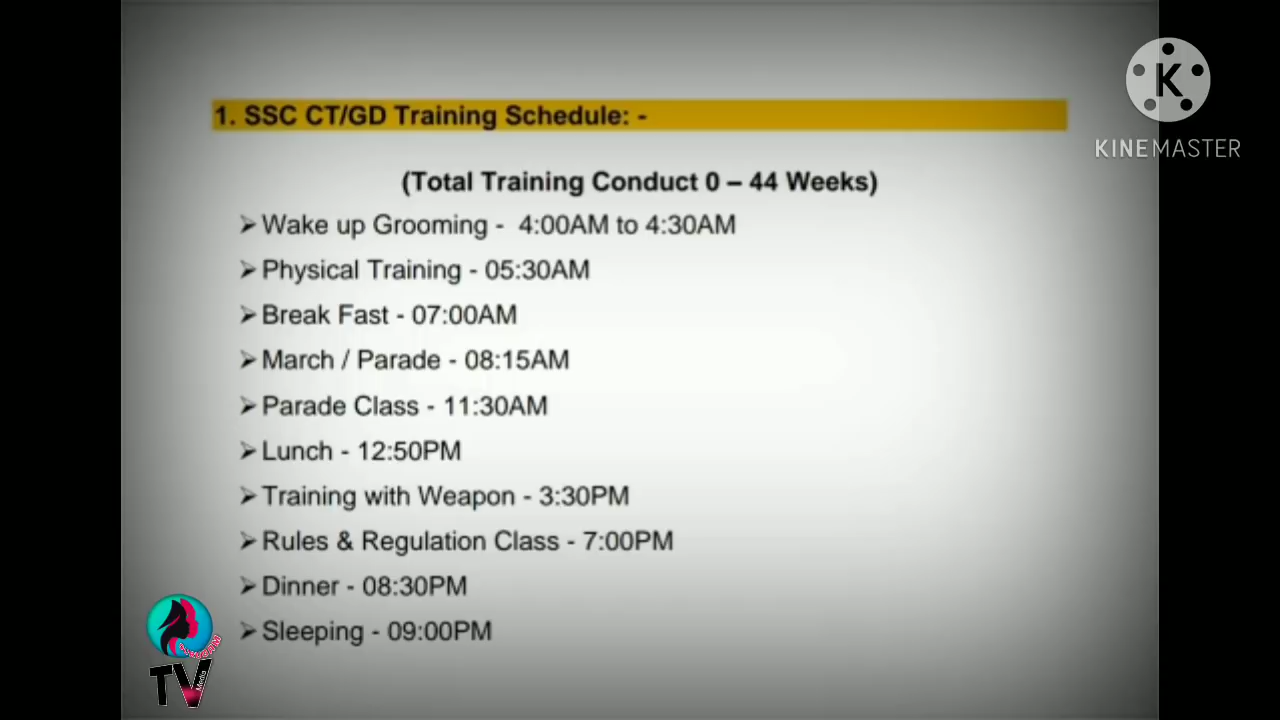 1. SSC CT/GD Training Schedule: -
(Total Training Conduct 0 – 44 Weeks)
➢ Wake up Grooming - 4:00AM to 4:30AM
➢ Physical Training - 05:30AM
➢ Break Fast - 07:00AM
➢ March / Parade - 08:15AM
➢ Parade Class - 11:30AM
➢ Lunch - 12:50PM
➢ Training with Weapon - 3:30PM
➢ Rules & Regulation Class - 7:00PM
➢ Dinner - 08:30PM
➢ Sleeping - 09:00PM
K
KINEMASTER
TV
Media